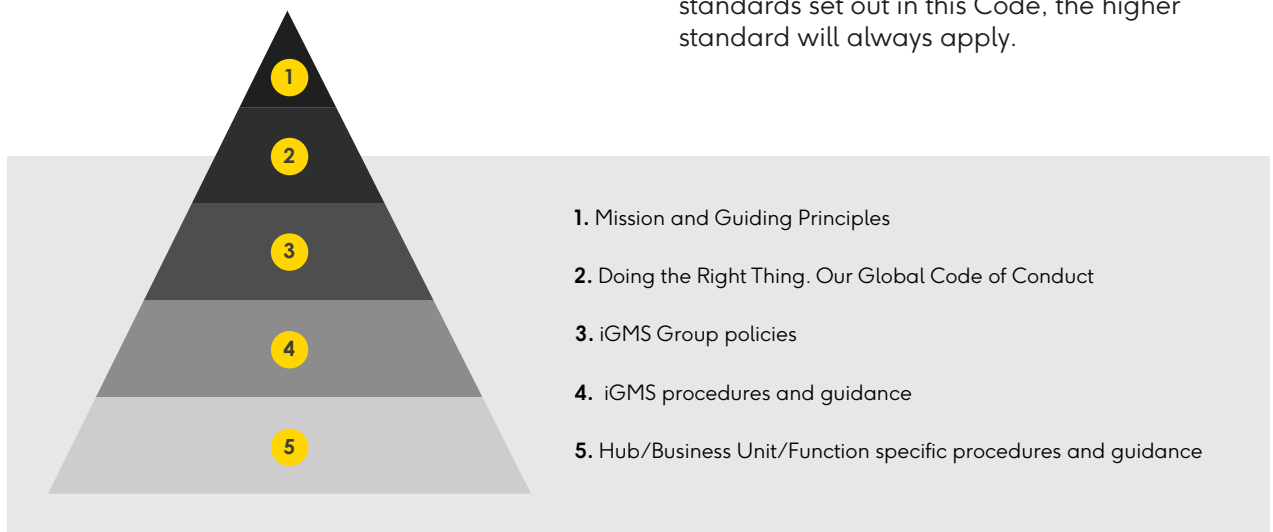 standards set out in this Code, the higher
standard will always apply.
1
2
3
4
5
1. Mission and Guiding Principles
2. Doing the Right Thing. Our Global Code of Conduct
3. iGMS Group policies
4. iGMS procedures and guidance
5. Hub/Business Unit/Function specific procedures and guidance